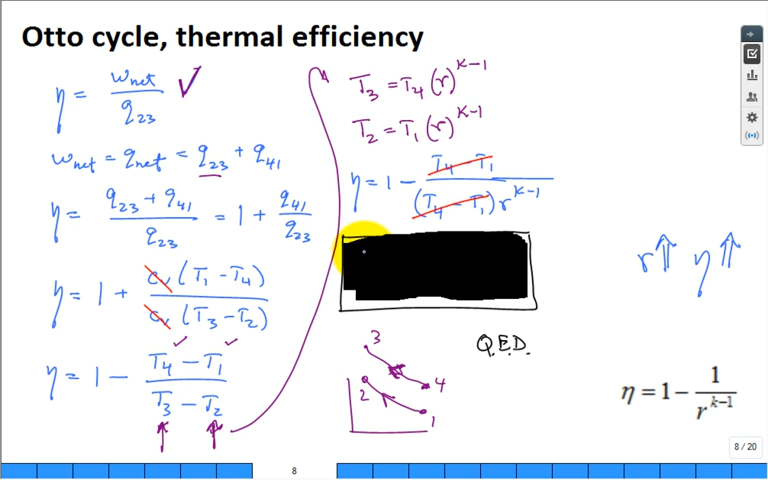 Otto cycle, thermal efficiency
η = w_net / q_23 ✓
w_net = q_net = q_23 + q_41
η = (q_23 + q_41) / q_23 = 1 + q_41 / q_23
η = 1 + c_v (T_1 − T_4) / c_v (T_3 − T_2)
η = 1 − (T_4 − T_1) / (T_3 − T_2)
T_3 = T_4 (r)^k−1
T_2 = T_1 (r)^k−1
η = 1 − (T_4 − T_1) / (T_4 − T_1) r^k−1
3
2
4
1
Q.E.D.
r ⇑ η ⇑
η = 1 − 1 / r^k−1
8 / 20
8